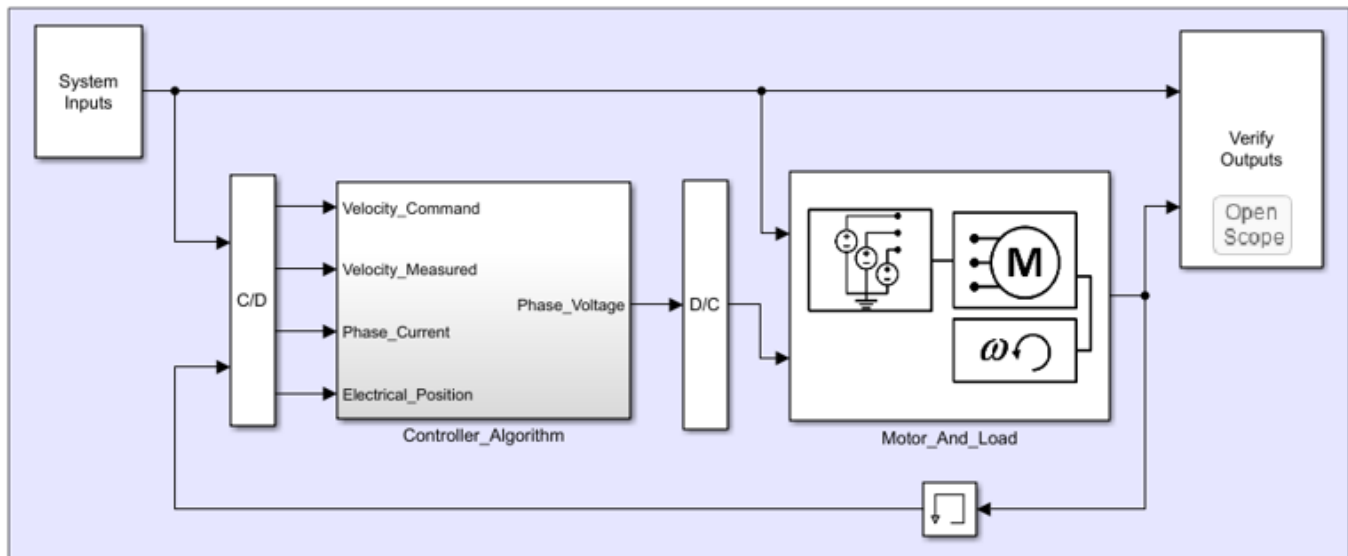 System
Inputs
Verify
Outputs
Open
Scope
C/D
Velocity_Command
Velocity_Measured
Phase_Current
Electrical_Position
Phase_Voltage
Controller_Algorithm
D/C
M
ω
Motor_And_Load